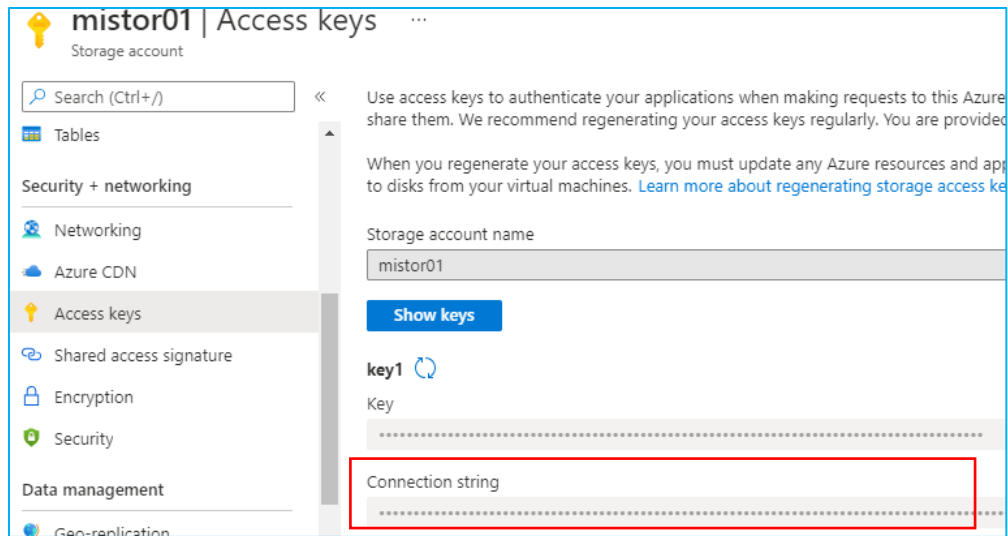 mistor01 | Access keys ...
Storage account
Search (Ctrl+/)
«
Tables
Security + networking
Networking
Azure CDN
Access keys
Shared access signature
Encryption
Security
Data management
Geo-replication
Use access keys to authenticate your applications when making requests to this Azure
share them. We recommend regenerating your access keys regularly. You are provided
When you regenerate your access keys, you must update any Azure resources and app
to disks from your virtual machines. Learn more about regenerating storage access ke
Storage account name
mistor01
Show keys
key1
Key
Connection string